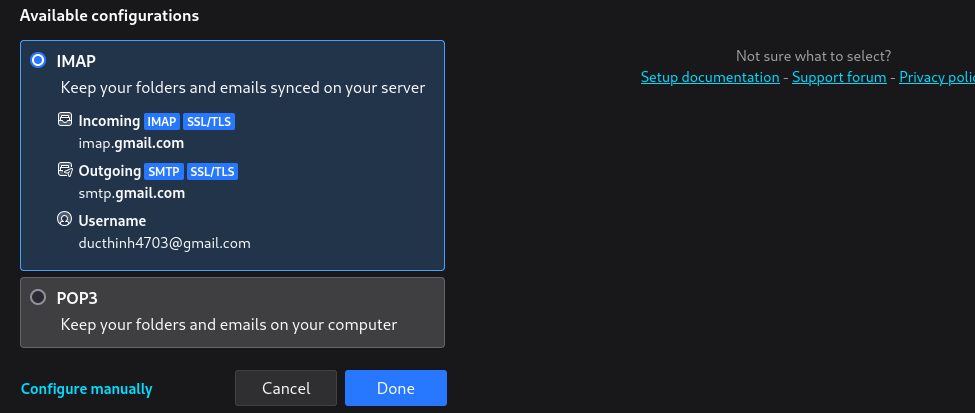 Available configurations
IMAP
Keep your folders and emails synced on your server
Incoming IMAP SSL/TLS
imap.gmail.com
Outgoing SMTP SSL/TLS
smtp.gmail.com
Username
ducthinh4703@gmail.com
POP3
Keep your folders and emails on your computer
Configure manually Cancel Done
Not sure what to select?
Setup documentation - Support forum - Privacy polic